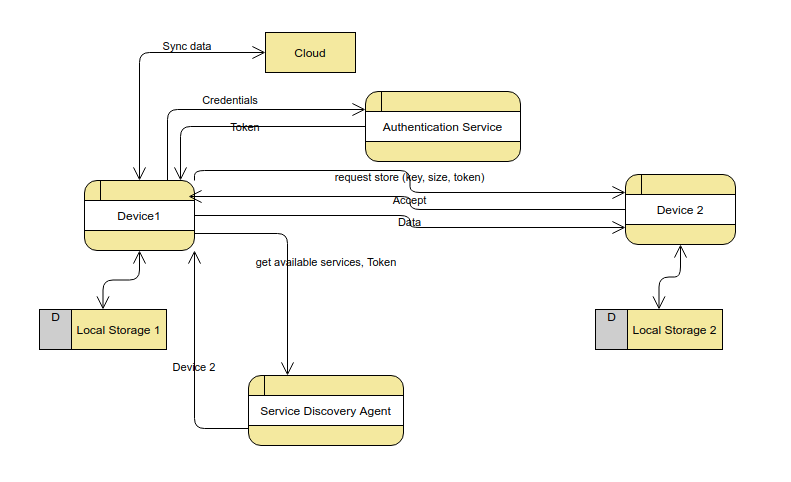 Sync data
Cloud
Credentials
Authentication Service
Token
request store (key, size, token)
Accept
Device1
Device 2
Data
get available services, Token
D
Local Storage 1
D
Local Storage 2
Device 2
Service Discovery Agent